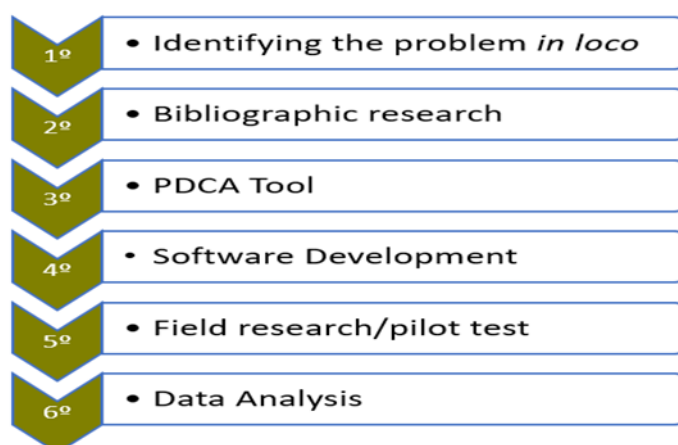 1º • Identifying the problem in loco
2º • Bibliographic research
3º • PDCA Tool
4º • Software Development
5º • Field research/pilot test
6º • Data Analysis